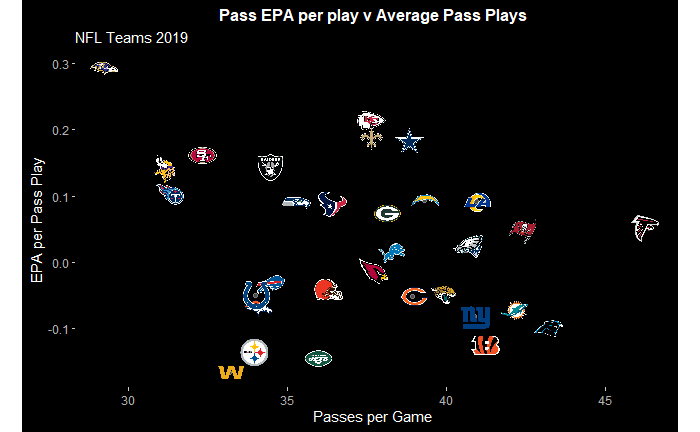 Pass EPA per play v Average Pass Plays
NFL Teams 2019
EPA per Pass Play
0.3
0.2
0.1
0.0
-0.1
30
35
40
45
Passes per Game